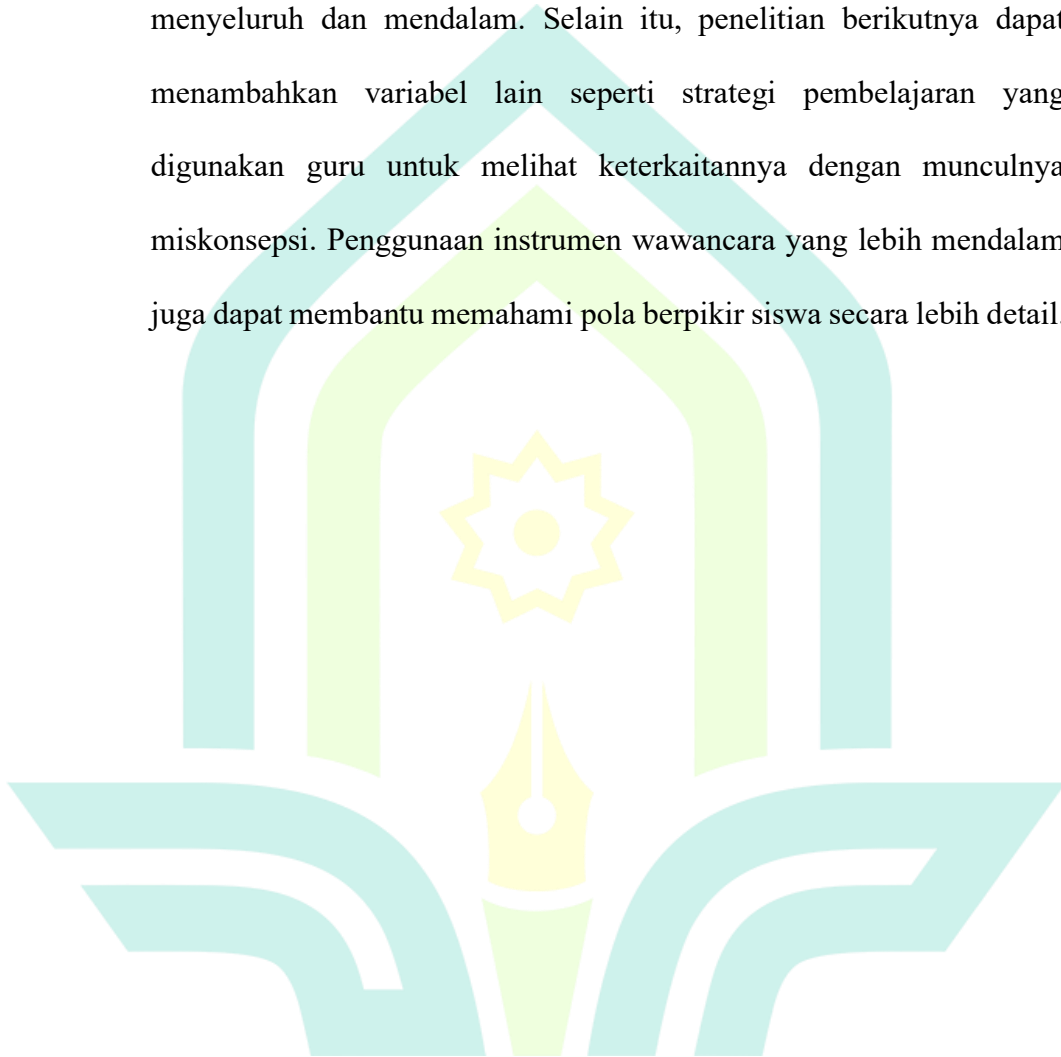 menyeluruh dan mendalam. Selain itu, penelitian berikutnya dapat
menambahkan variabel lain seperti strategi pembelajaran yang
digunakan guru untuk melihat keterkaitannya dengan munculnya
miskonsepsi. Penggunaan instrumen wawancara yang lebih mendalam
juga dapat membantu memahami pola berpikir siswa secara lebih detail.